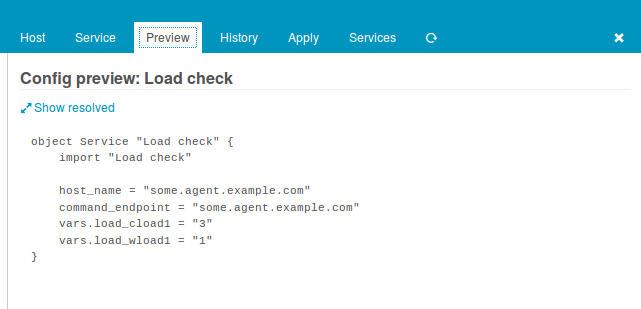 Host Service Preview History Apply Services
Config preview: Load check
Show resolved
object Service "Load check" {
    import "Load check"

    host_name = "some.agent.example.com"
    command_endpoint = "some.agent.example.com"
    vars.load_cload1 = "3"
    vars.load_wload1 = "1"
}